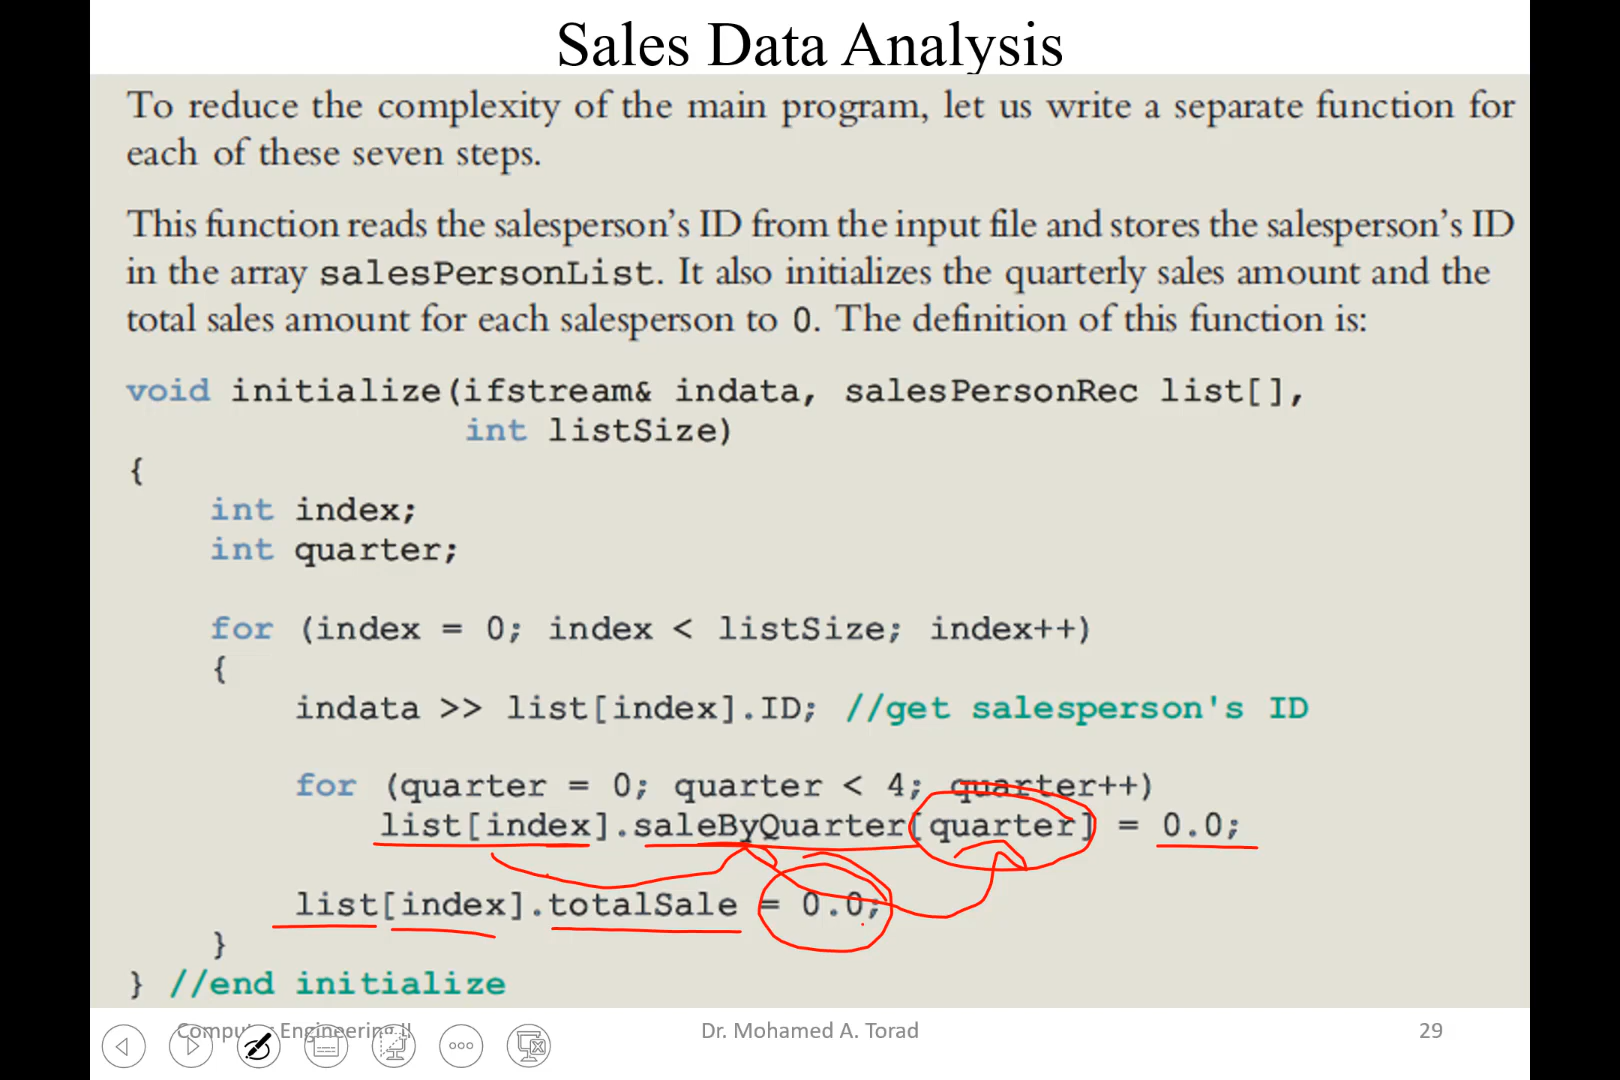 Sales Data Analysis
To reduce the complexity of the main program, let us write a separate function for
each of these seven steps.
This function reads the salesperson’s ID from the input file and stores the salesperson’s ID
in the array salesPersonList. It also initializes the quarterly sales amount and the
total sales amount for each salesperson to 0. The definition of this function is:
void initialize(ifstream& indata, salesPersonRec list[],
int listSize)
{
int index;
int quarter;
for (index = 0; index < listSize; index++)
{
indata >> list[index].ID; //get salesperson's ID
for (quarter = 0; quarter < 4; quarter++)
list[index].saleByQuarter[quarter] = 0.0;
list[index].totalSale = 0.0;
}
} //end initialize
Computer Engineering II Dr. Mohamed A. Torad 29